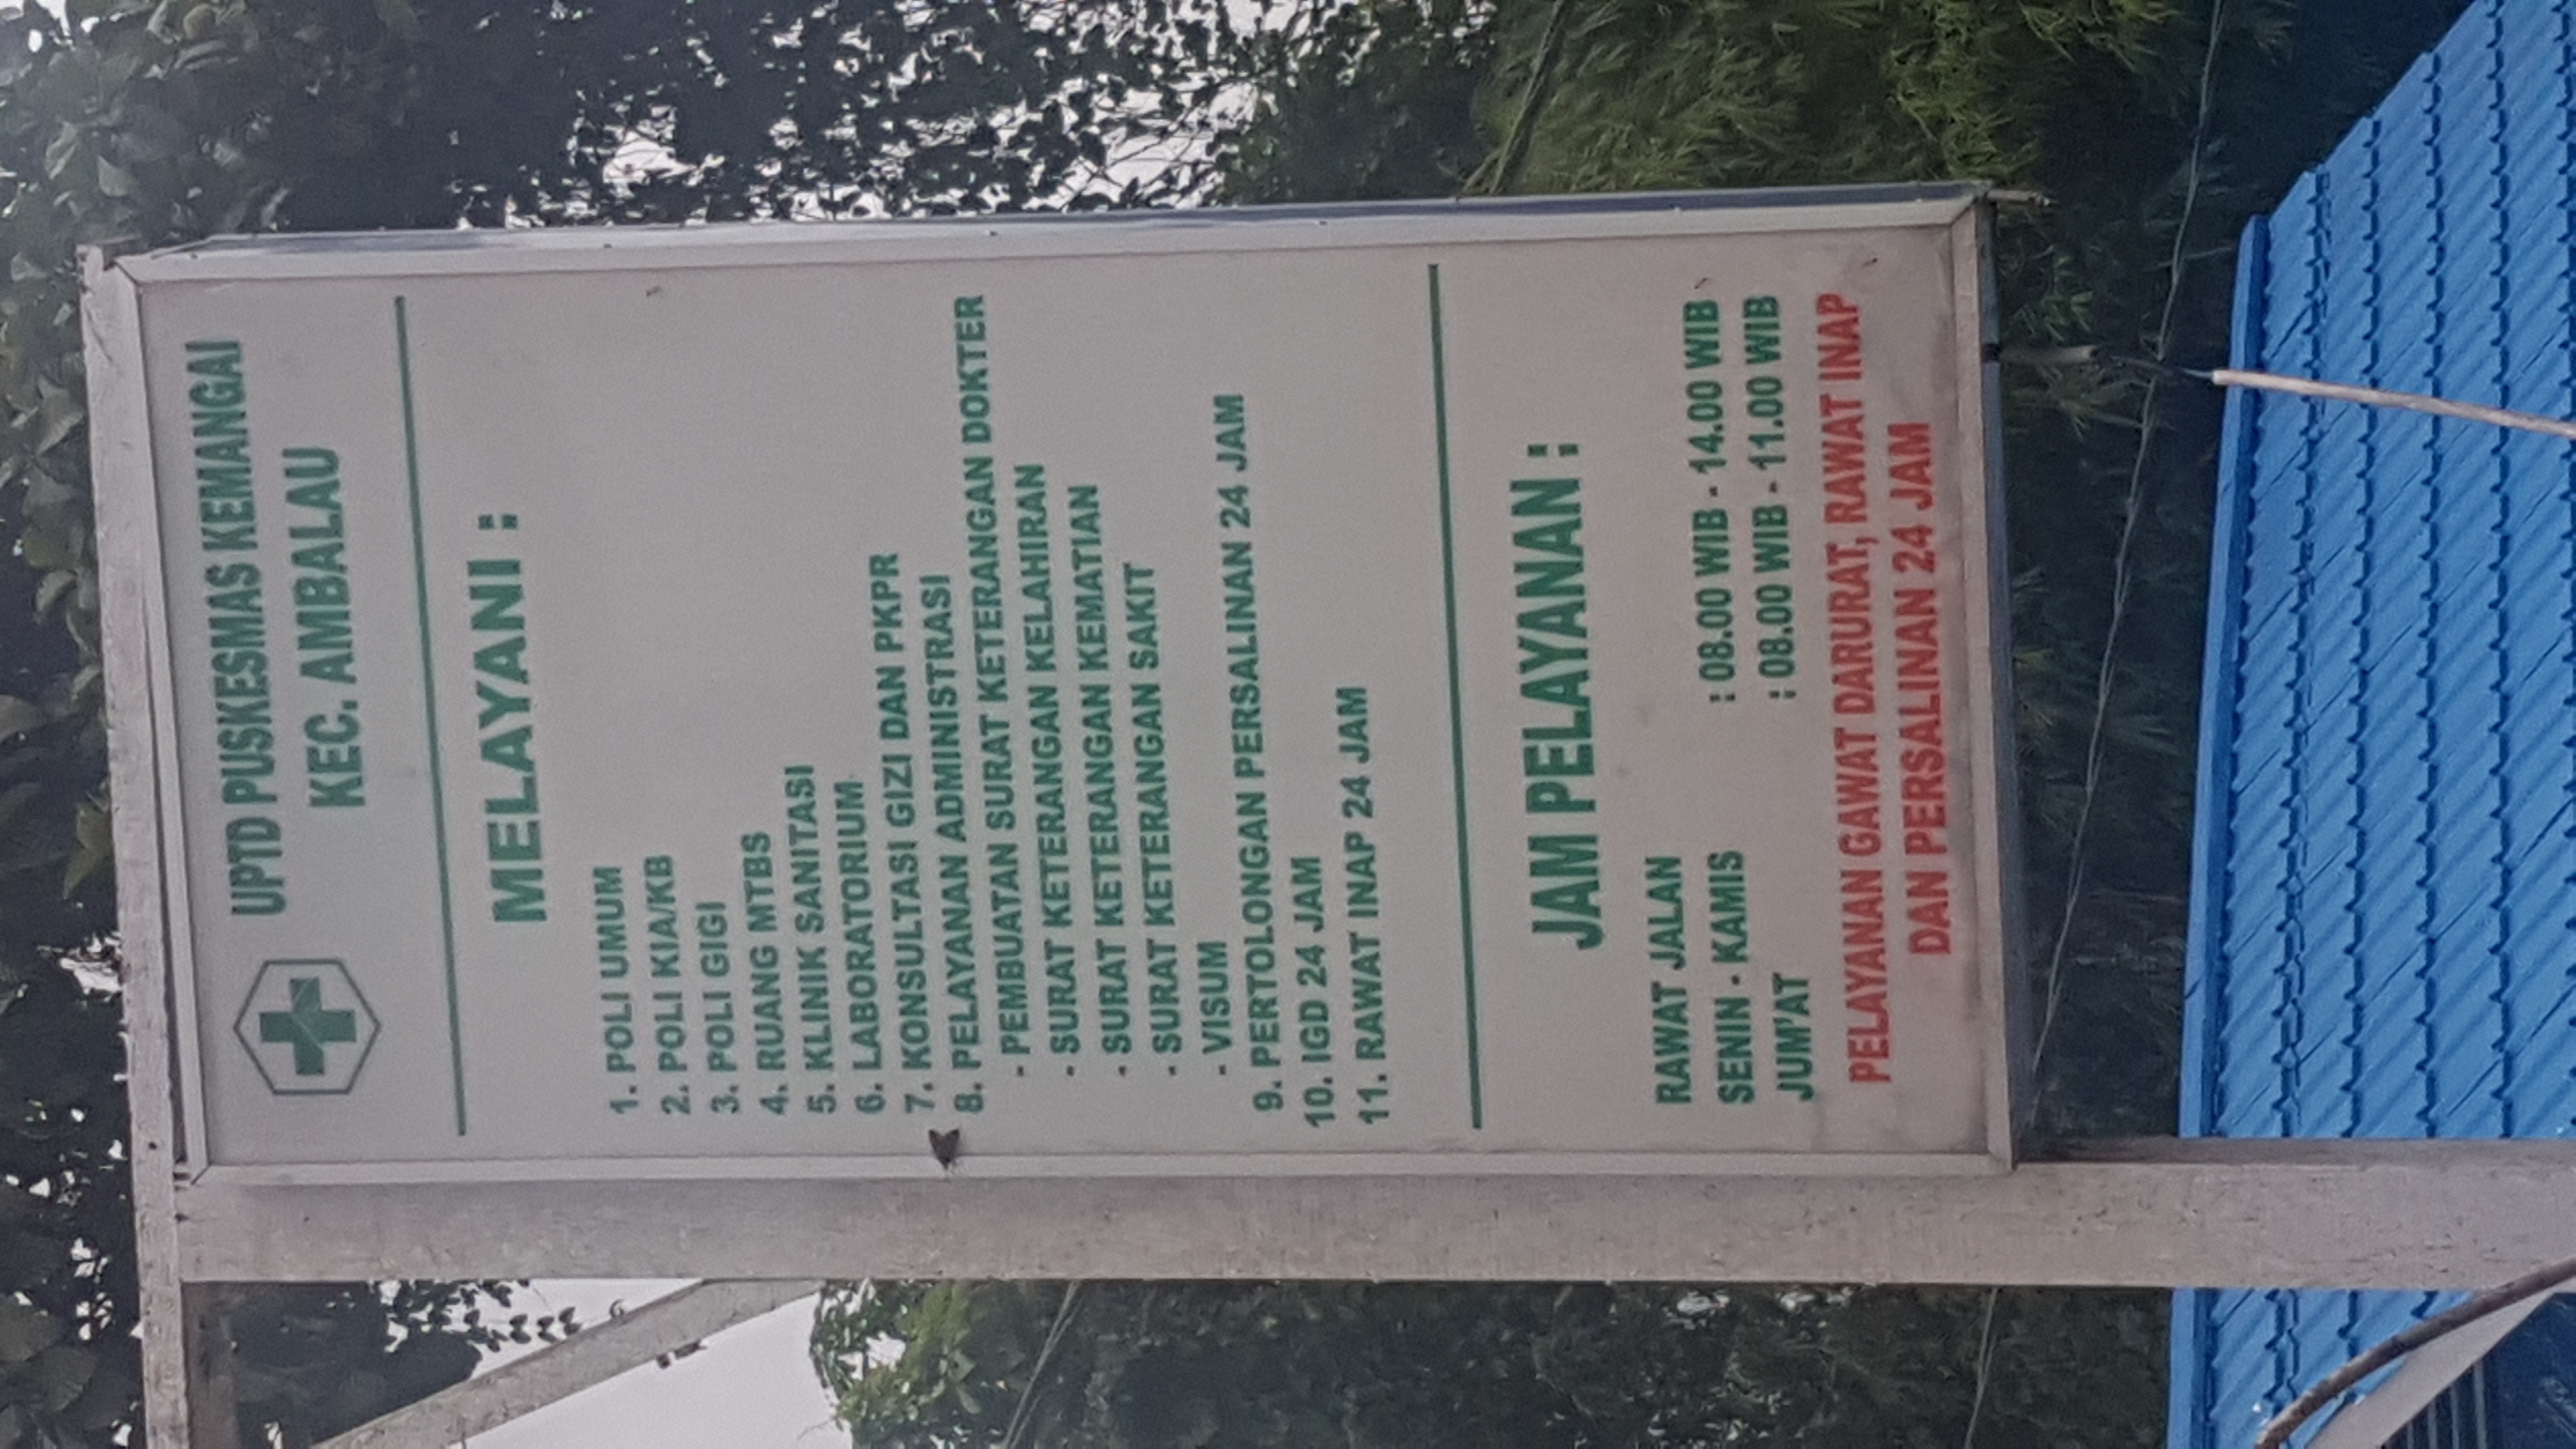 UPTD PUSKESMAS KEMANGAI
KEC. AMBALAU
MELAYANI :
1. POLI UMUM
2. POLI KIA/KB
3. POLI GIGI
4. RUANG MTBS
5. KLINIK SANITASI
6. LABORATORIUM
7. KONSULTASI GIZI DAN PKPR
8. PELAYANAN ADMINISTRASI
- PEMBUATAN SURAT KETERANGAN DOKTER
- SURAT KETERANGAN KELAHIRAN
- SURAT KETERANGAN KEMATIAN
- SURAT KETERANGAN SAKIT
- VISUM
9. PERTOLONGAN PERSALINAN 24 JAM
10. IGD 24 JAM
11. RAWAT INAP 24 JAM
JAM PELAYANAN :
RAWAT JALAN
SENIN - KAMIS : 08.00 WIB - 14.00 WIB
JUM'AT : 08.00 WIB - 11.00 WIB
PELAYANAN GAWAT DARURAT, RAWAT INAP
DAN PERSALINAN 24 JAM